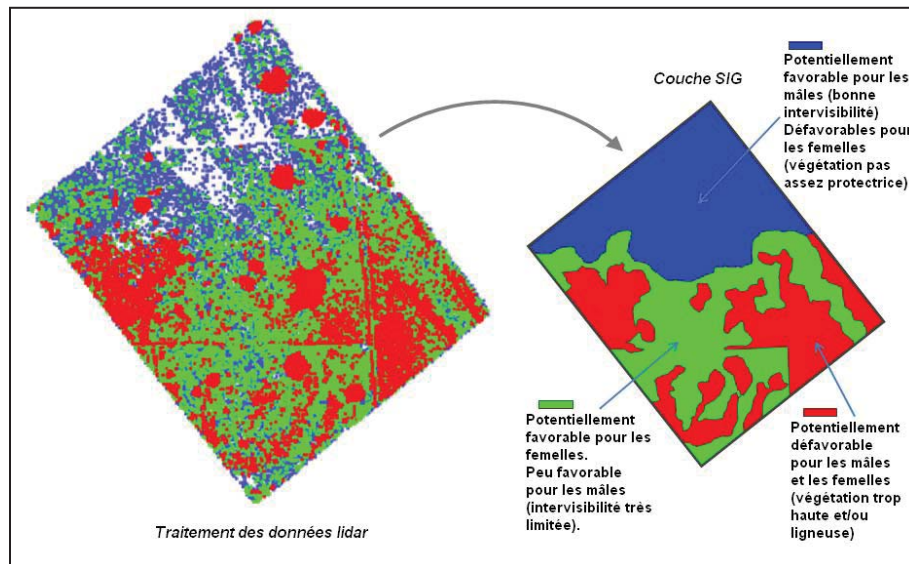 Couche SIG
Potentiellement
favorable pour les
mâles (bonne
intervisibilité)
Défavorables pour
les femelles
(végétation pas
assez protectrice)
Potentiellement
favorable pour les
femelles.
Peu favorable
pour les mâles
(intervisibilité très
limitée).
Potentiellement
défavorable
pour les mâles
et les femelles
(végétation trop
haute et/ou
ligneuse)
Traitement des données lidar